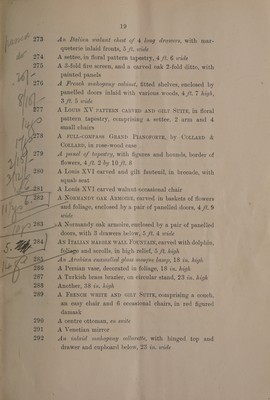 19
273 An Italian walnut chest of 4 long drawers, with mar-
queterie inlaid fronts, 5 ft. wide
274 A settee, in floral pattern tapestry, 4 ft. 6 wide
275 A 3-fold fire screen, and a carved oak 2-fold ditto, with
painted panels
276 A French mahogany cabinet, fitted shelves, enclosed by
panelled doors inlaid with various woods, 4 ft. 7 high,
3 ft. 5 wide
277 A LOUIS XV PATTERN CARVED AND GILT SUITE, in floral
pattern tapestry, comprising a settee, 2 arm and 4
small chairs
278 A FULL-COMPASS GRAND PIANOFORTE, by COLLARD &
COLLARD, in rose-wood case
279 A panel of tapestry, with figures and hounds, border of
flowers, 4 ft. 2 by 10 ft. 8
280 A Louis XVI carved and gilt fauteuil, in brocade, with
squab seat
281 A Louis XVI carved walnut occasional chair
282 A NORMANDY OAK ARMOIRE, carved in baskets of flowers
and foliage, enclosed by a pair of panelled doors, 4 ft. 9
wide
283 A Normandy oak armoire, enclosed by a pair of panelled
doors, with 3 drawers below, 5 ft. 4 wide
284 AN ITALIAN MARBLE WALL FOUNTAIN, carved with dolphin,
foliage and scrolls, in high relief, 5 ft. high
285 An Arabian enamelled glass mosque lamp, 18 in. high
286 A Persian vase, decorated in foliage, 18 in. high
287 A Turkish brass brazier, on circular stand, 23 in. high
288 Another, 38 in. high
289 A FRENCH WHITE AND GILT SUITE, comprising a couch,
an easy chair and 6 occasional chairs, in red figured
damask
290 A centre ottoman, en suite
291 A Venetian mirror
292 An inlaid mahogany cellarette, with hinged top and
drawer and cupboard below, 25 in. wide